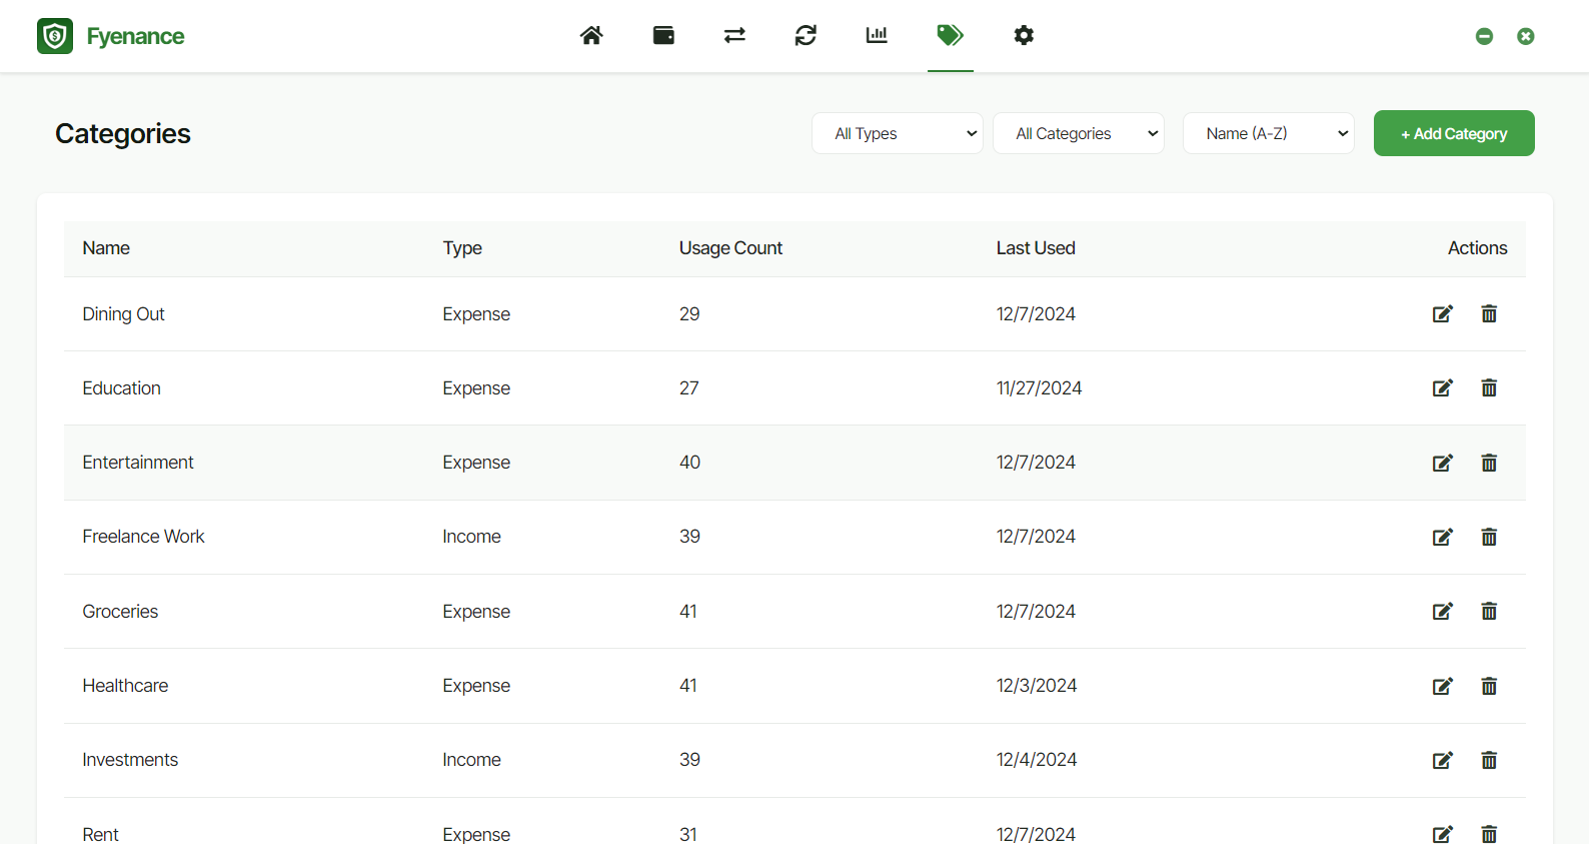 Fyenance
Categories
All Types
All Categories
Name (A-Z)
+ Add Category
Name Type Usage Count Last Used Actions
Dining Out Expense 29 12/7/2024
Education Expense 27 11/27/2024
Entertainment Expense 40 12/7/2024
Freelance Work Income 39 12/7/2024
Groceries Expense 41 12/7/2024
Healthcare Expense 41 12/3/2024
Investments Income 39 12/4/2024
Rent Expense 31 12/7/2024